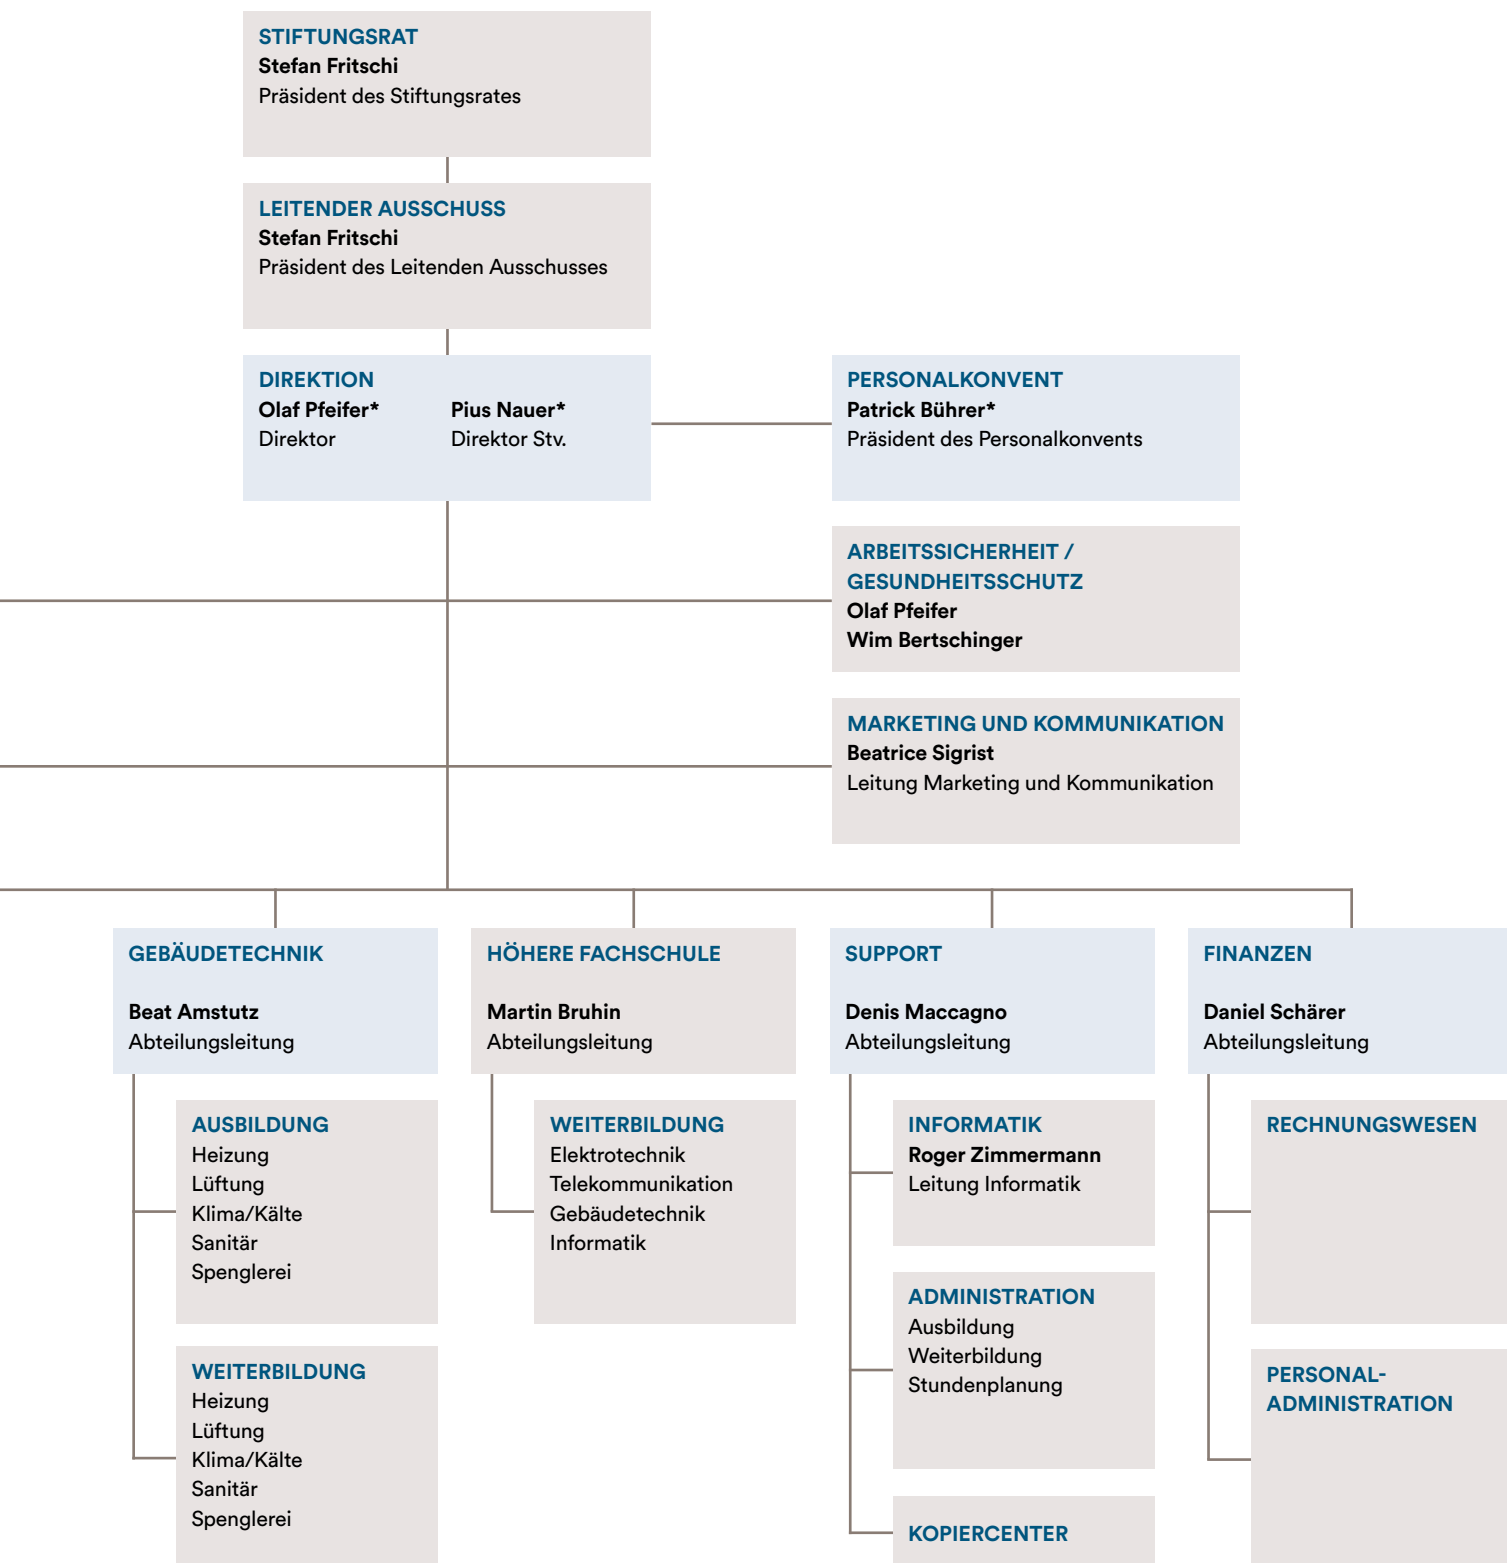 STIFTUNGSRAT
Stefan Fritschi
Präsident des Stiftungsrates
LEITENDER AUSSCHUSS
Stefan Fritschi
Präsident des Leitenden Ausschusses
DIREKTION
Olaf Pfeifer*
Direktor
Pius Nauer*
Direktor Stv.
PERSONALKONVENT
Patrick Bührer*
Präsident des Personalkonvents
ARBEITSSICHERHEIT /
GESUNDHEITSSCHUTZ
Olaf Pfeifer
Wim Bertschinger
MARKETING UND KOMMUNIKATION
Beatrice Sigrist
Leitung Marketing und Kommunikation
GEBÄUDETECHNIK
Beat Amstutz
Abteilungsleitung
AUSBILDUNG
Heizung
Lüftung
Klima/Kälte
Sanitär
Spenglerei
WEITERBILDUNG
Heizung
Lüftung
Klima/Kälte
Sanitär
Spenglerei
HÖHERE FACHSCHULE
Martin Bruhin
Abteilungsleitung
WEITERBILDUNG
Elektrotechnik
Telekommunikation
Gebäudetechnik
Informatik
SUPPORT
Denis Maccagno
Abteilungsleitung
INFORMATIK
Roger Zimmermann
Leitung Informatik
ADMINISTRATION
Ausbildung
Weiterbildung
Stundenplanung
KOPIERCENTER
FINANZEN
Daniel Schärer
Abteilungsleitung
RECHNUNGSWESEN
PERSONAL-
ADMINISTRATION